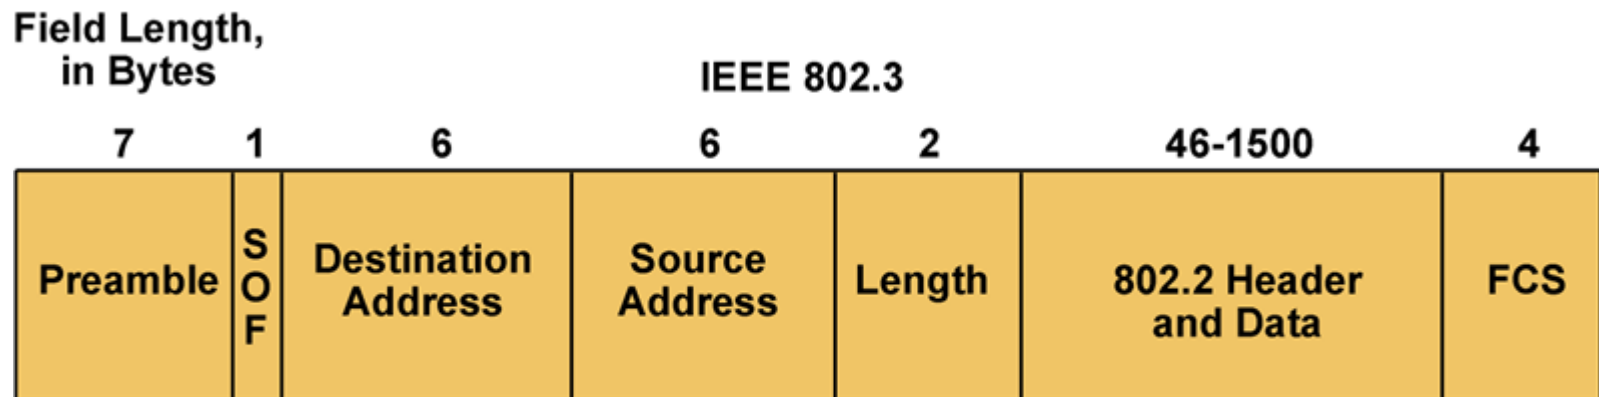 Field Length,
in Bytes
IEEE 802.3
7 1 6 6 2 46-1500 4
Preamble
S
O
F
Destination
Address
Source
Address
Length
802.2 Header
and Data
FCS